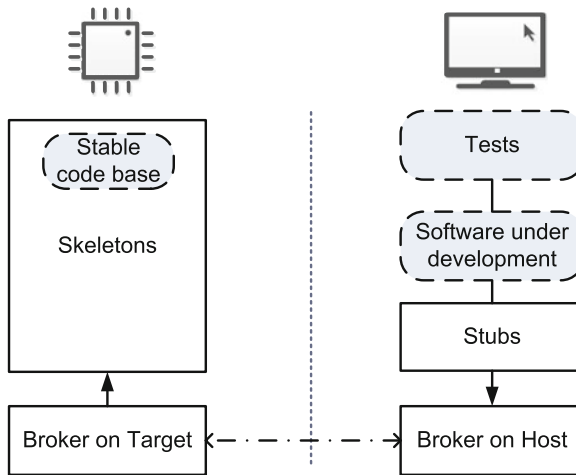 Stable
code base
Skeletons
Broker on Target
Tests
Software under
development
Stubs
Broker on Host